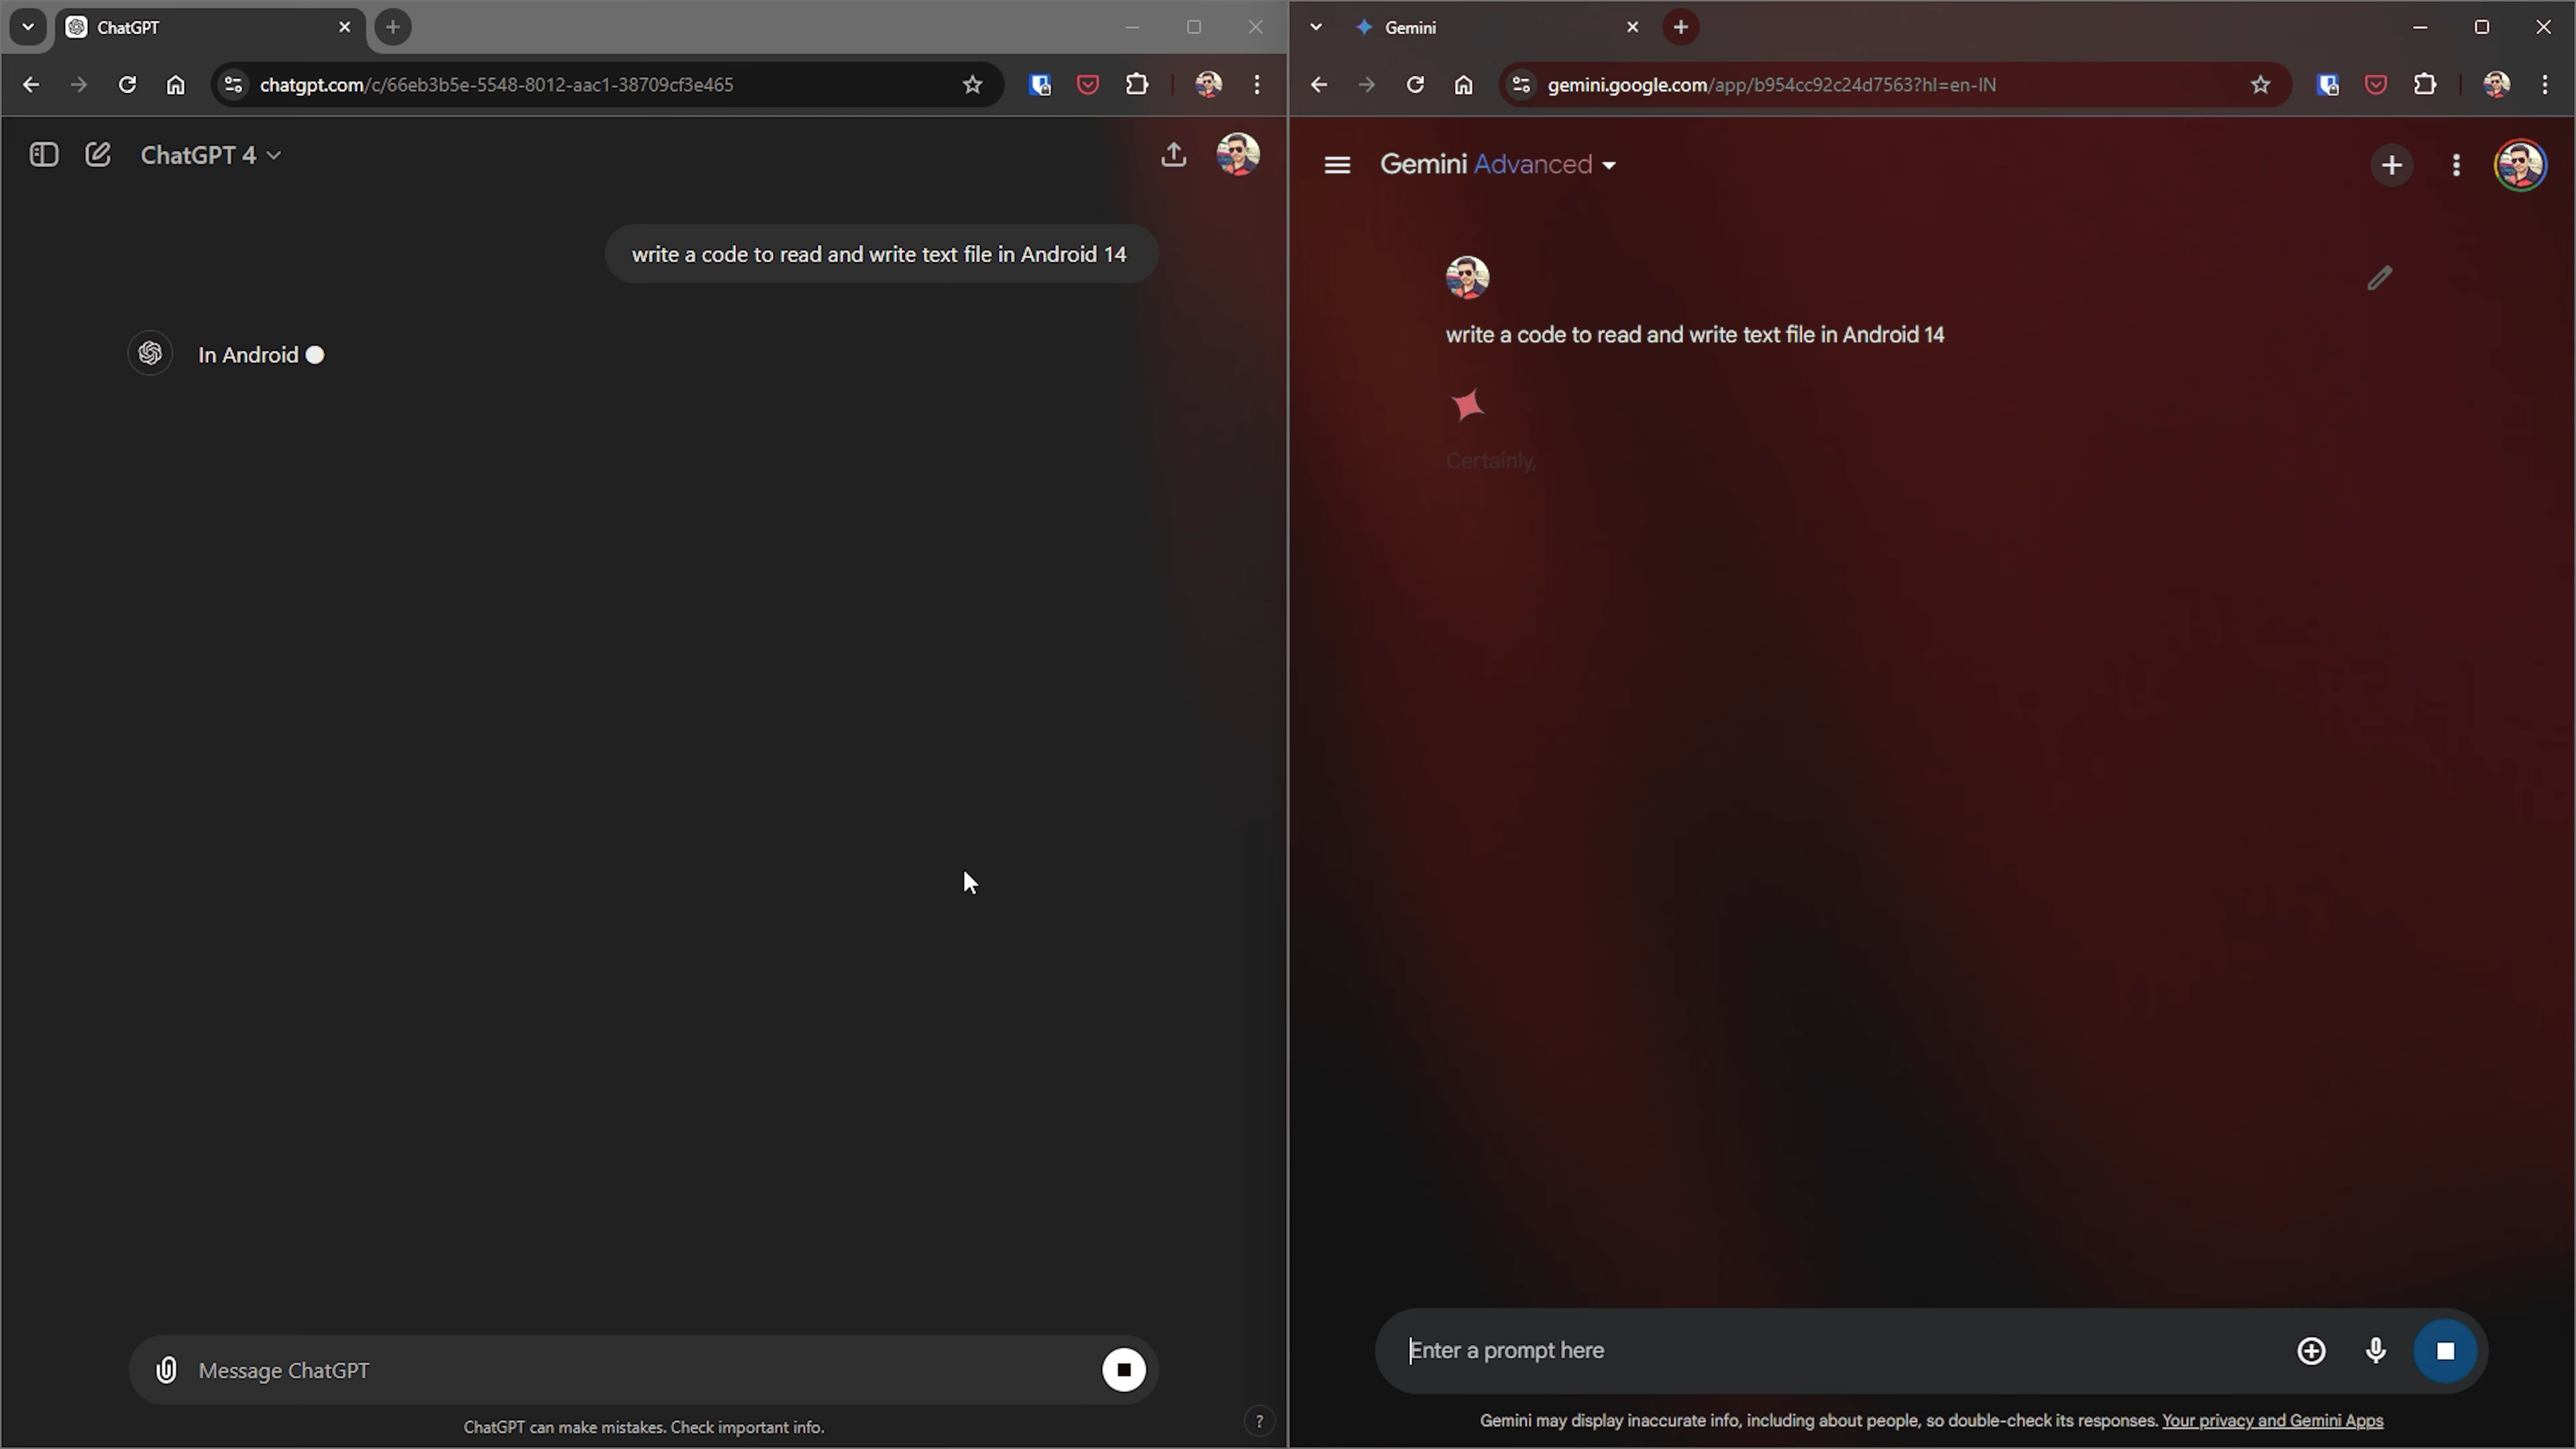 ChatGPT
chatgpt.com/c/66eb3b5e-5548-8012-aac1-38709cf3e465
ChatGPT 4
write a code to read and write text file in Android 14
In Android
Message ChatGPT
ChatGPT can make mistakes. Check important info.
?
Gemini
gemini.google.com/app/b954cc92c24d7563?hl=en-IN
Gemini Advanced
write a code to read and write text file in Android 14
Certainly,
Enter a prompt here
Gemini may display inaccurate info, including about people, so double-check its responses. Your privacy and Gemini Apps